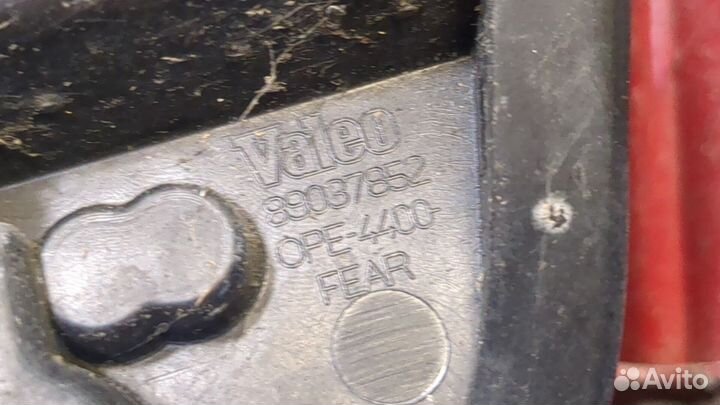 Valeo
89037852
OPE-4400-
FEAR
Avito